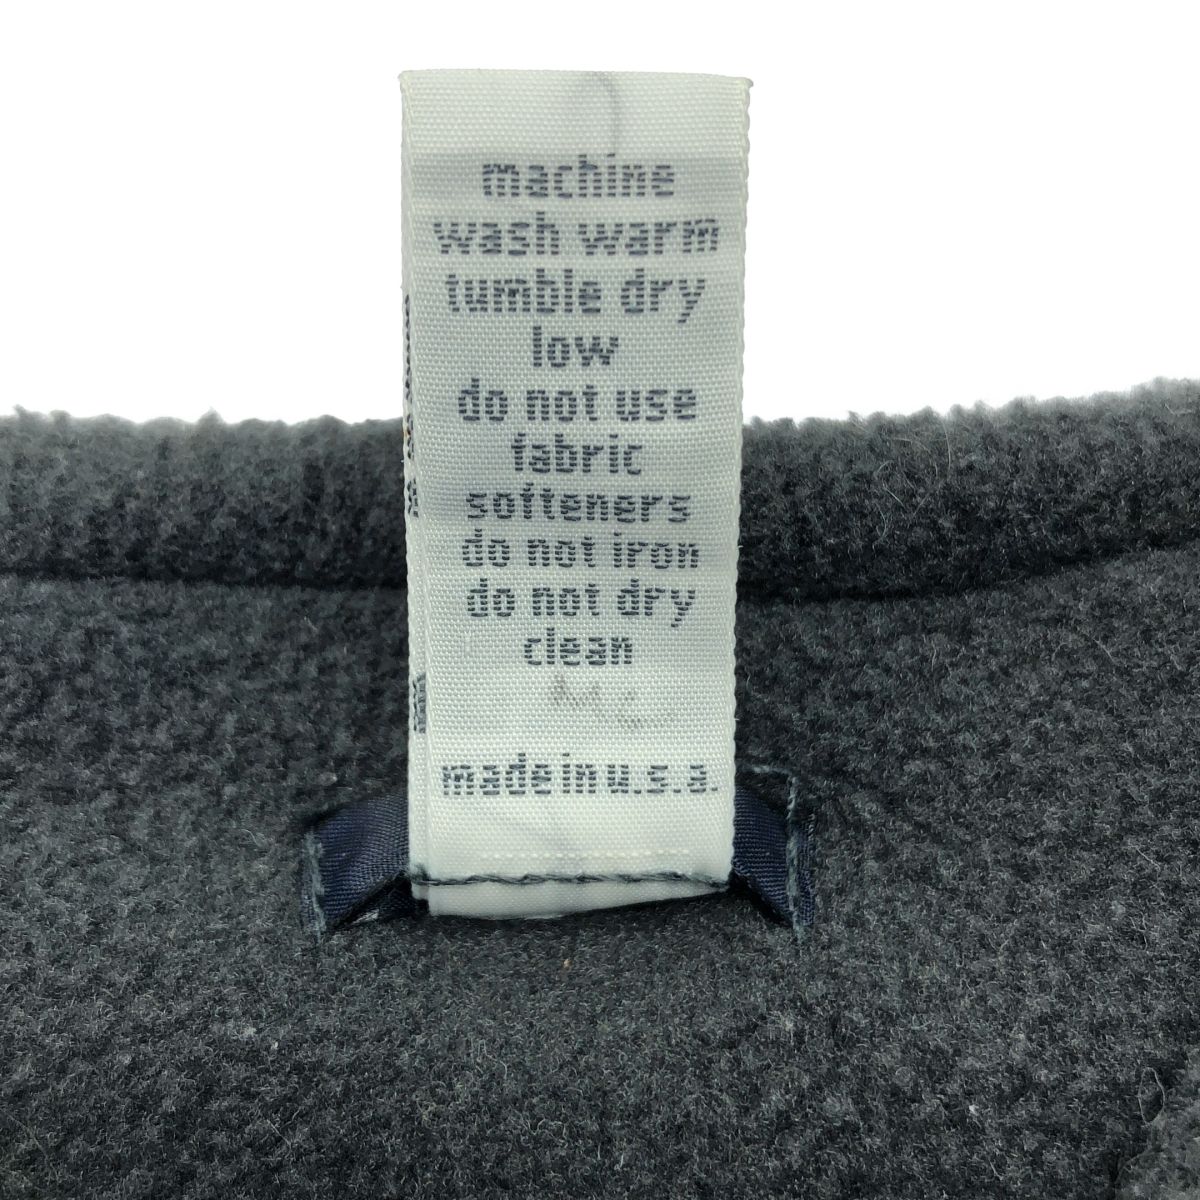 machine
wash warm
tumble dry
low
do not use
fabric
softeners
do not iron
do not dry
clean
made in u.s.a.